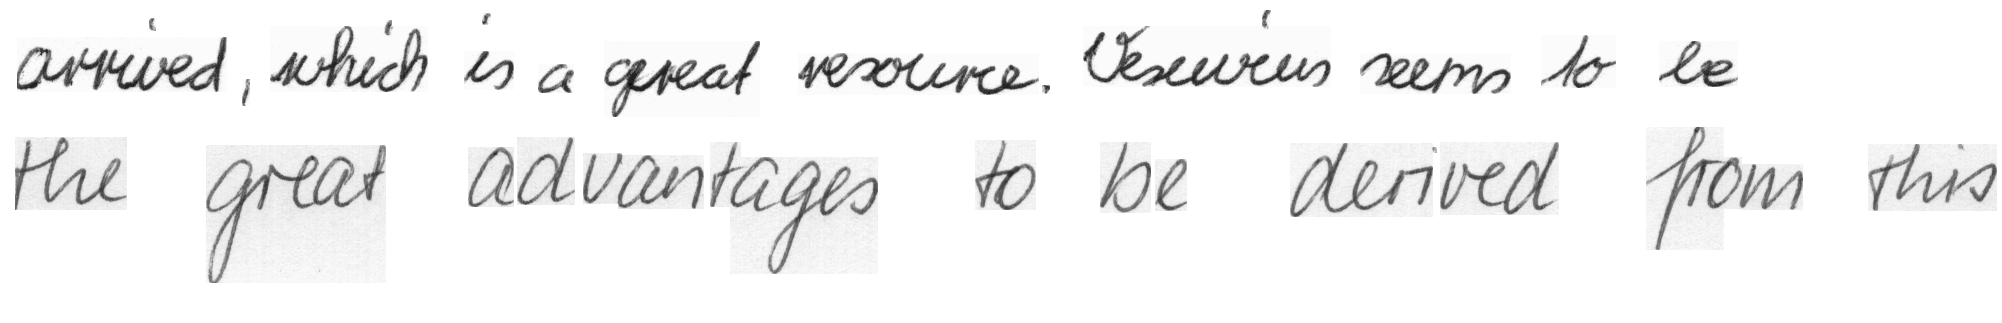 arrived, which is a great resource. Vesuvius seems to be
the great advantages to be derived from this